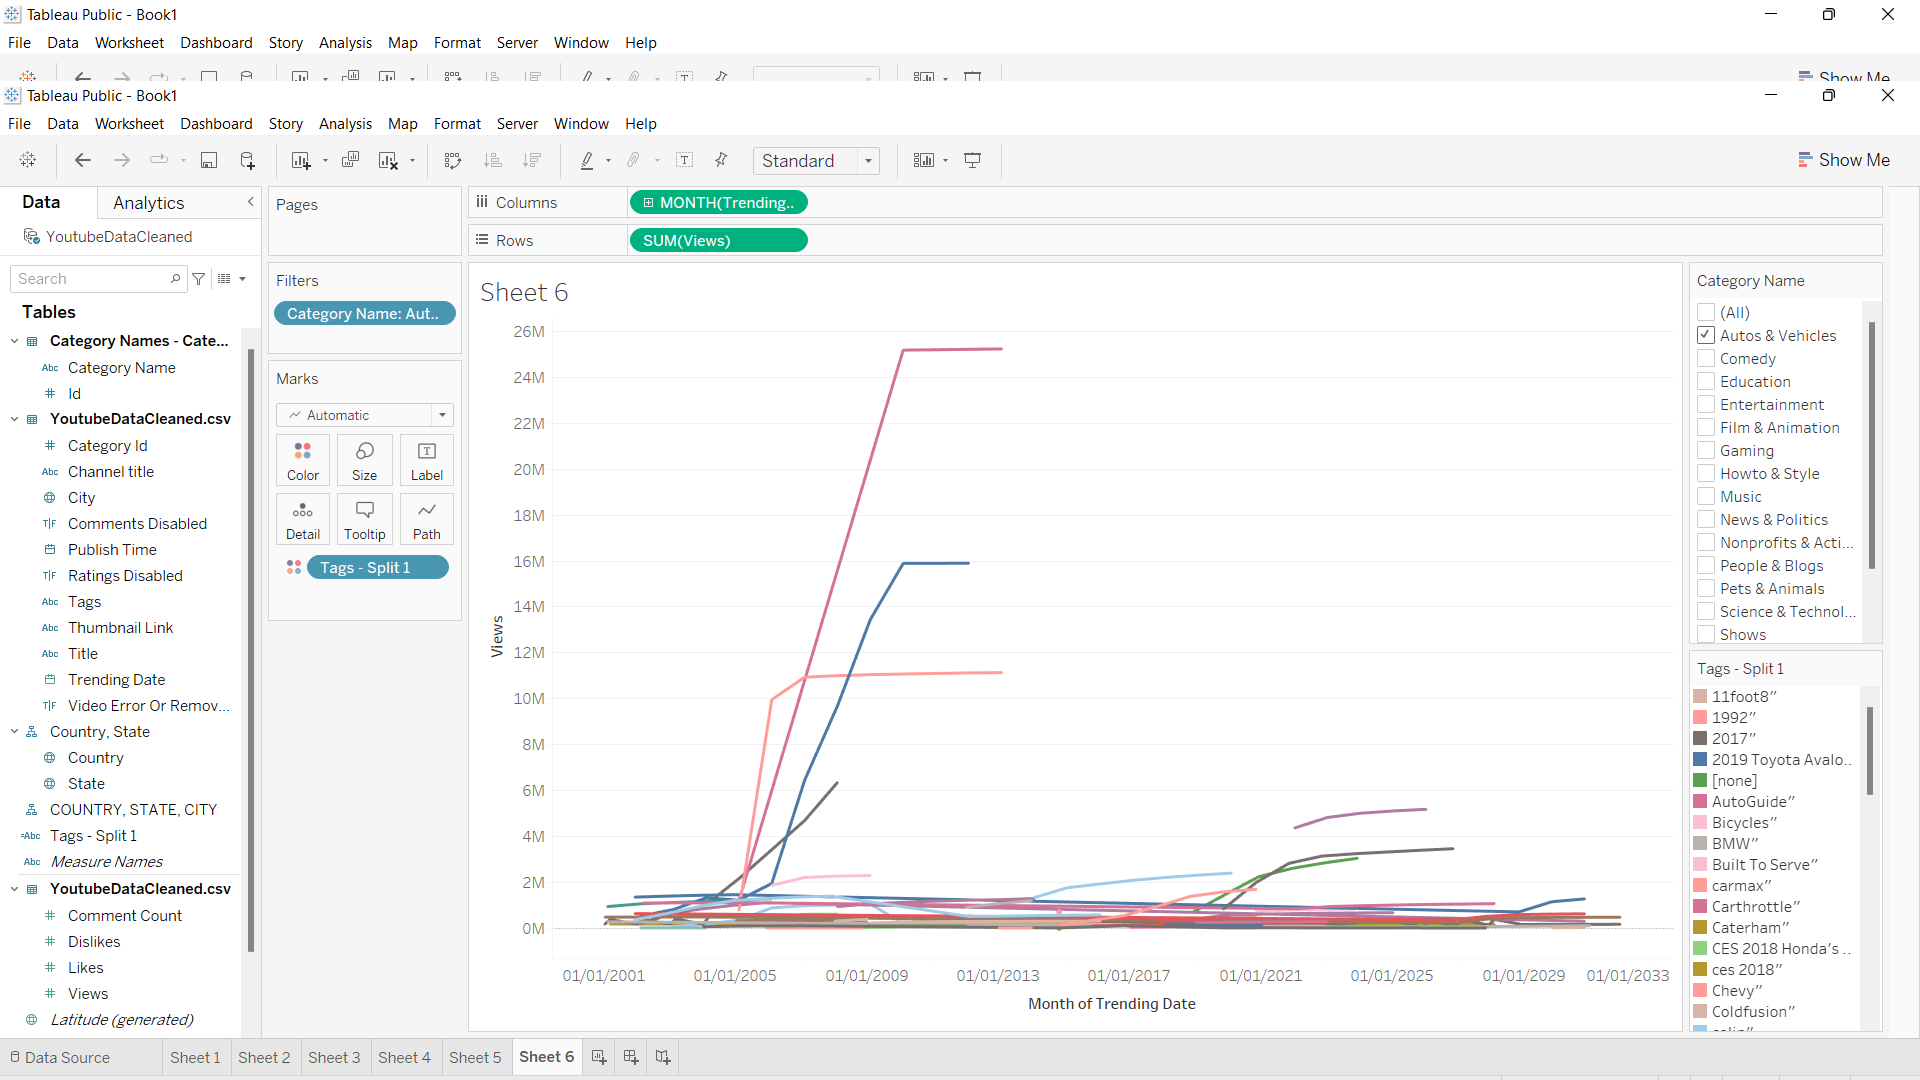 Tableau Public - Book1
File Data Worksheet Dashboard Story Analysis Map Format Server Window Help
Show Me
Tableau Public - Book1
File Data Worksheet Dashboard Story Analysis Map Format Server Window Help
Standard
Show Me
Data Analytics
YoutubeDataCleaned
Search
Tables
Category Names - Cate...
Abc Category Name
# Id
YoutubeDataCleaned.csv
# Category Id
Abc Channel title
City
T|F Comments Disabled
Publish Time
T|F Ratings Disabled
Abc Tags
Abc Thumbnail Link
Abc Title
Trending Date
T|F Video Error Or Remov...
Country, State
Country
State
COUNTRY, STATE, CITY
=Abc Tags - Split 1
Abc Measure Names
YoutubeDataCleaned.csv
# Comment Count
# Dislikes
# Likes
# Views
Latitude (generated)
Pages
Filters
Category Name: Aut..
Marks
Automatic
Color Size Label
Detail Tooltip Path
Tags - Split 1
Columns MONTH(Trending..
Rows SUM(Views)
Sheet 6
26M
24M
22M
20M
18M
16M
14M
12M
10M
8M
6M
4M
2M
0M
Views
01/01/2001 01/01/2005 01/01/2009 01/01/2013 01/01/2017 01/01/2021 01/01/2025 01/01/2029 01/01/2033
Month of Trending Date
Category Name
(All)
Autos & Vehicles
Comedy
Education
Entertainment
Film & Animation
Gaming
Howto & Style
Music
News & Politics
Nonprofits & Acti...
People & Blogs
Pets & Animals
Science & Technol...
Shows
Tags - Split 1
11foot8”
1992”
2017”
2019 Toyota Avalo..
[none]
AutoGuide”
Bicycles”
BMW”
Built To Serve”
carmax”
Carthrottle”
Caterham”
CES 2018 Honda’s ..
ces 2018”
Chevy”
Coldfusion”
Data Source Sheet 1 Sheet 2 Sheet 3 Sheet 4 Sheet 5 Sheet 6